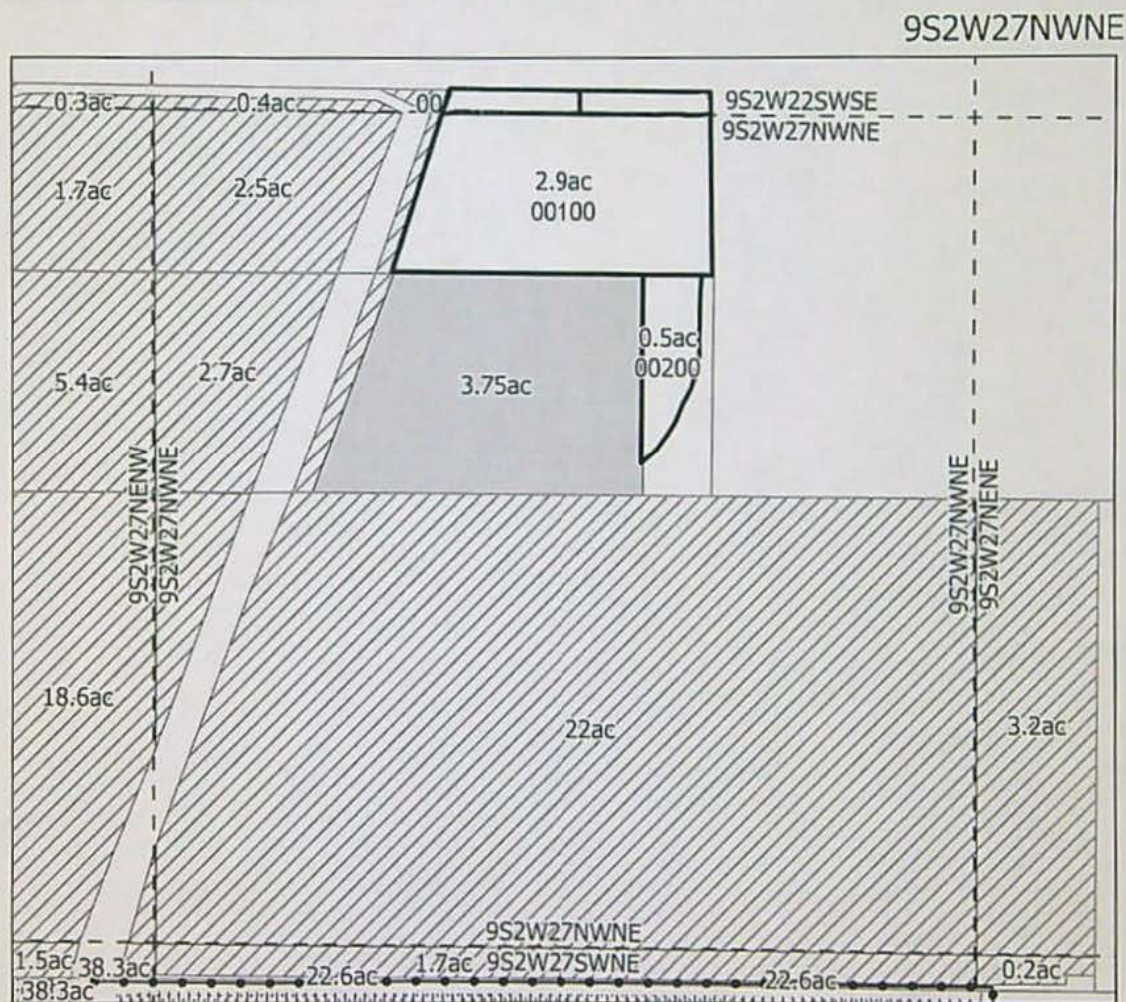 9S2W27NWNE
0.3ac
0.4ac
00
9S2W22SWSE
9S2W27NWNE
1.7ac
2.5ac
2.9ac
00100
0.5ac
00200
5.4ac
2.7ac
3.75ac
9S2W27NENW
9S2W27NWNE
9S2W27NWNE
9S2W27NENE
18.6ac
22ac
3.2ac
9S2W27NWNE
9S2W27SWNE
1.5ac
38.3ac
22.6ac
1.7ac
22.6ac
0.2ac
38.3ac